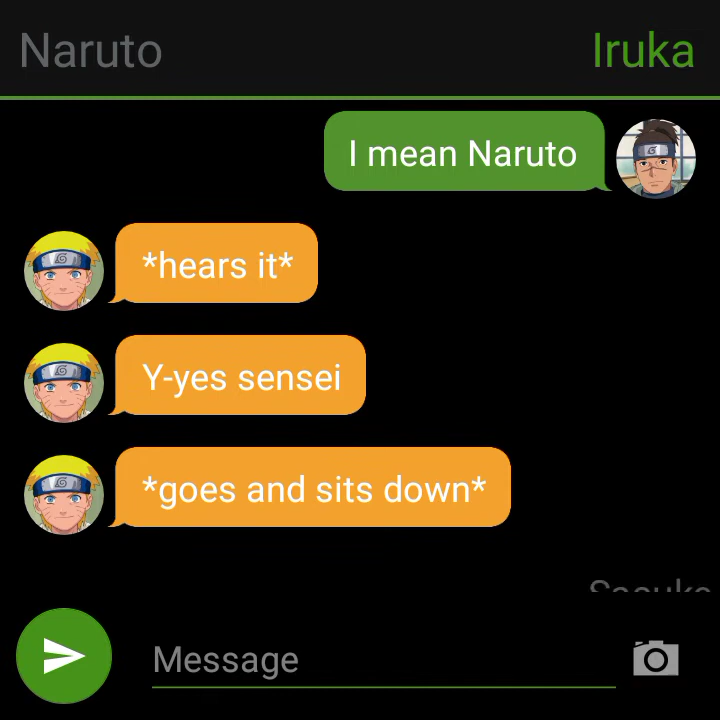 Naruto
Iruka
I mean Naruto
*hears it*
Y-yes sensei
*goes and sits down*
Message